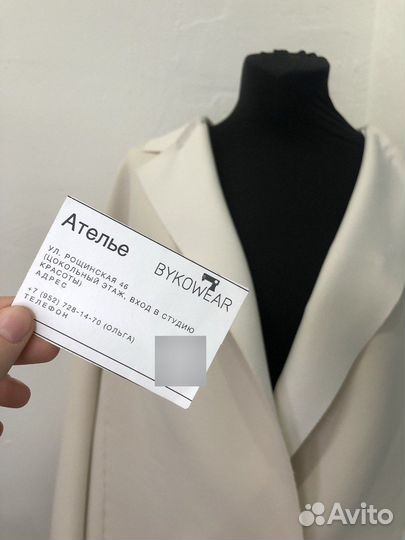 Ателье
BYKOWEAR
УЛ. РОЩИНСКАЯ 46
(ЦОКОЛЬНЫЙ ЭТАЖ, ВХОД В СТУДИЮ
КРАСОТЫ)
АДРЕС
+7 (952) 728-14-70 (ОЛЬГА)
ТЕЛЕФОН
Avito